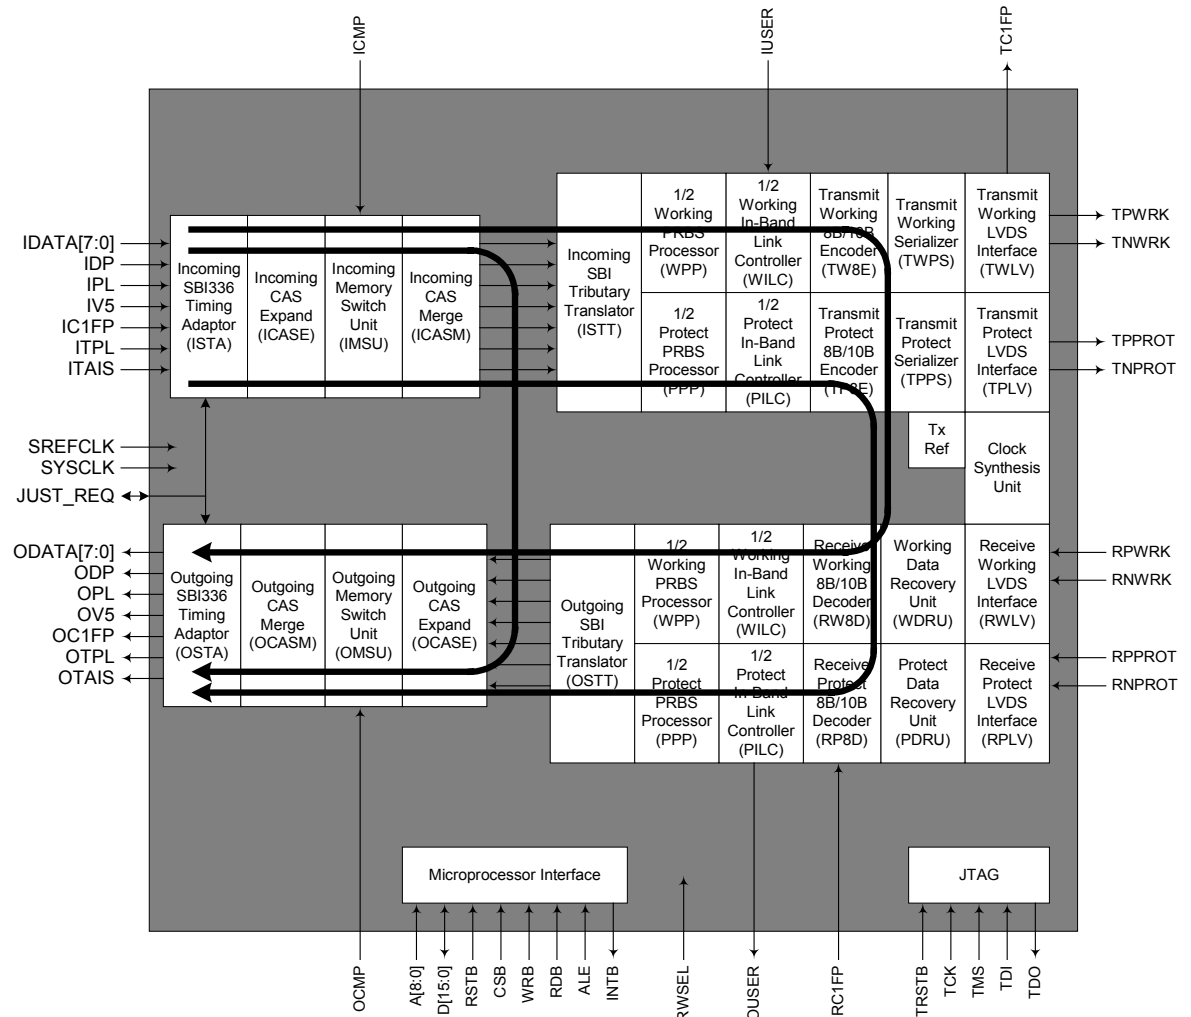 ICMP
IUSER
TC1FP
IDATA[7:0]
IDP
IPL
IV5
IC1FP
ITPL
ITAIS
Incoming
SBI336
Timing
Adaptor
(ISTA)
Incoming
CAS
Expand
(ICASE)
Incoming
Memory
Switch
Unit
(IMSU)
Incoming
CAS
Merge
(ICASM)
Incoming
SBI
Tributary
Translator
(ISTT)
1/2
Working
PRBS
Processor
(WPP)
1/2
Working
In-Band
Link
Controller
(WILC)
Transmit
Working
8B/10B
Encoder
(TW8E)
Transmit
Working
Serializer
(TWPS)
Transmit
Working
LVDS
Interface
(TWLV)
1/2
Protect
PRBS
Processor
(PPP)
1/2
Protect
In-Band
Link
Controller
(PILC)
Transmit
Protect
8B/10B
Encoder
(TP8E)
Transmit
Protect
Serializer
(TPPS)
Transmit
Protect
LVDS
Interface
(TPLV)
TPWRK
TNWRK
TPPROT
TNPROT
Tx
Ref
Clock
Synthesis
Unit
SREFCLK
SYSCLK
JUST_REQ
ODATA[7:0]
ODP
OPL
OV5
OC1FP
OTPL
OTAIS
Outgoing
SBI336
Timing
Adaptor
(OSTA)
Outgoing
CAS
Merge
(OCASM)
Outgoing
Memory
Switch
Unit
(OMSU)
Outgoing
CAS
Expand
(OCASE)
Outgoing
SBI
Tributary
Translator
(OSTT)
1/2
Working
PRBS
Processor
(WPP)
1/2
Working
In-Band
Link
Controller
(WILC)
Receive
Working
8B/10B
Decoder
(RW8D)
Working
Data
Recovery
Unit
(WDRU)
Receive
Working
LVDS
Interface
(RWLV)
1/2
Protect
PRBS
Processor
(PPP)
1/2
Protect
In-Band
Link
Controller
(PILC)
Receive
Protect
8B/10B
Decoder
(RP8D)
Protect
Data
Recovery
Unit
(PDRU)
Receive
Protect
LVDS
Interface
(RPLV)
RPWRK
RNWRK
RPPROT
RNPROT
Microprocessor Interface
JTAG
OCMP
A[8:0]
D[15:0]
RSTB
CSB
WRB
RDB
ALE
INTB
RWSEL
OUSER
RC1FP
TRSTB
TCK
TMS
TDI
TDO